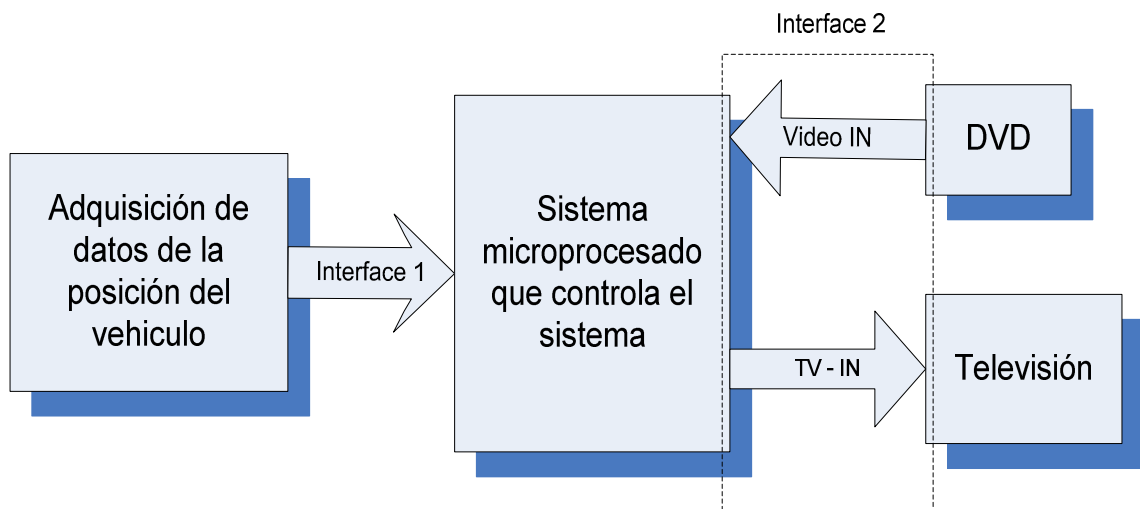 Interface 2
Adquisición de
datos de la
posición del
vehiculo
Interface 1
Sistema
microprocesado
que controla el
sistema
Video IN
DVD
TV - IN
Televisión